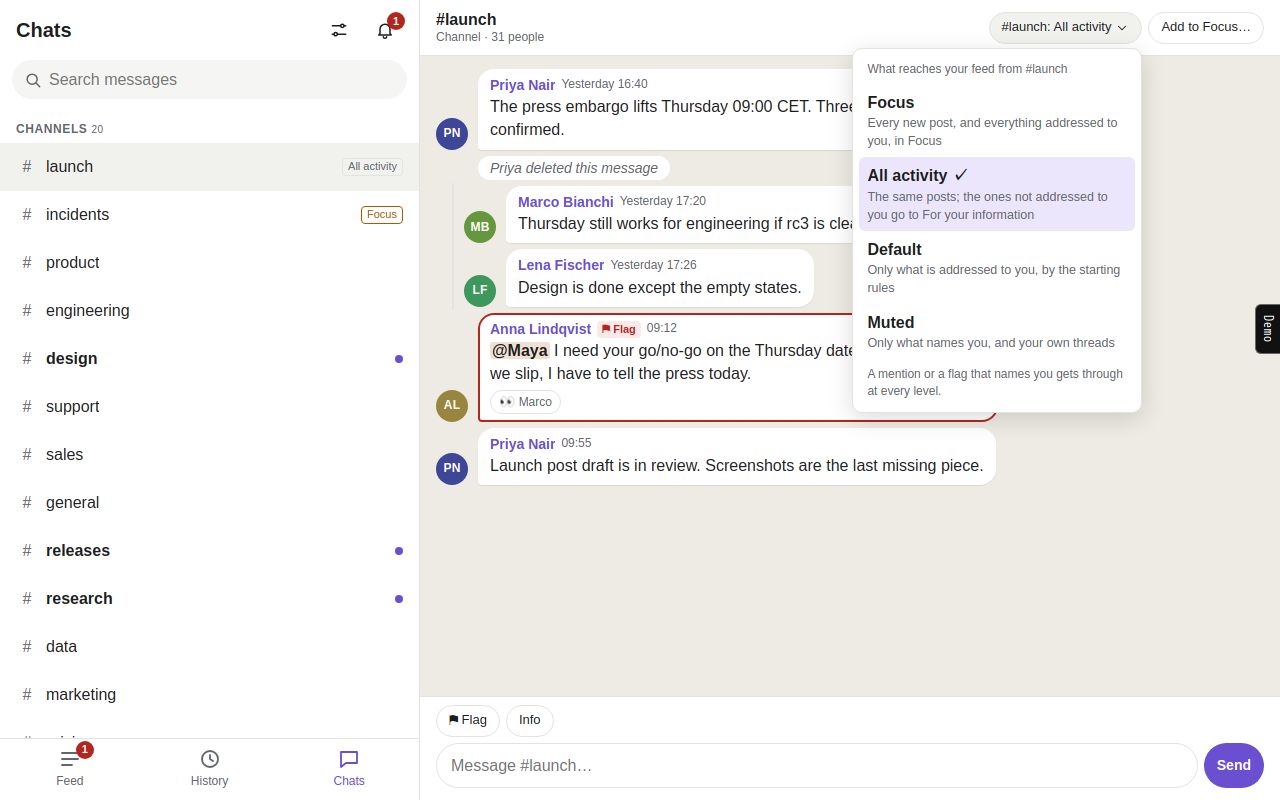 Chats
1
Search messages
CHANNELS 20
# launch All activity
# incidents Focus
# product
# engineering
# design
# support
# sales
# general
# releases
# research
# data
# marketing
1
Feed
History
Chats
#launch
Channel · 31 people
#launch: All activity
Add to Focus…
PN
Priya Nair Yesterday 16:40
The press embargo lifts Thursday 09:00 CET. Three
confirmed.
Priya deleted this message
MB
Marco Bianchi Yesterday 17:20
Thursday still works for engineering if rc3 is
LF
Lena Fischer Yesterday 17:26
Design is done except the empty states.
AL
Anna Lindqvist Flag 09:12
@Maya I need your go/no-go on the Thursday
we slip, I have to tell the press today.
👀 Marco
PN
Priya Nair 09:55
Launch post draft is in review. Screenshots are the last missing piece.
What reaches your feed from #launch
Focus
Every new post, and everything addressed to
you, in Focus
All activity ✓
The same posts; the ones not addressed to
you go to For your information
Default
Only what is addressed to you, by the starting
rules
Muted
Only what names you, and your own threads
A mention or a flag that names you gets through
at every level.
Demo
Flag
Info
Message #launch…
Send